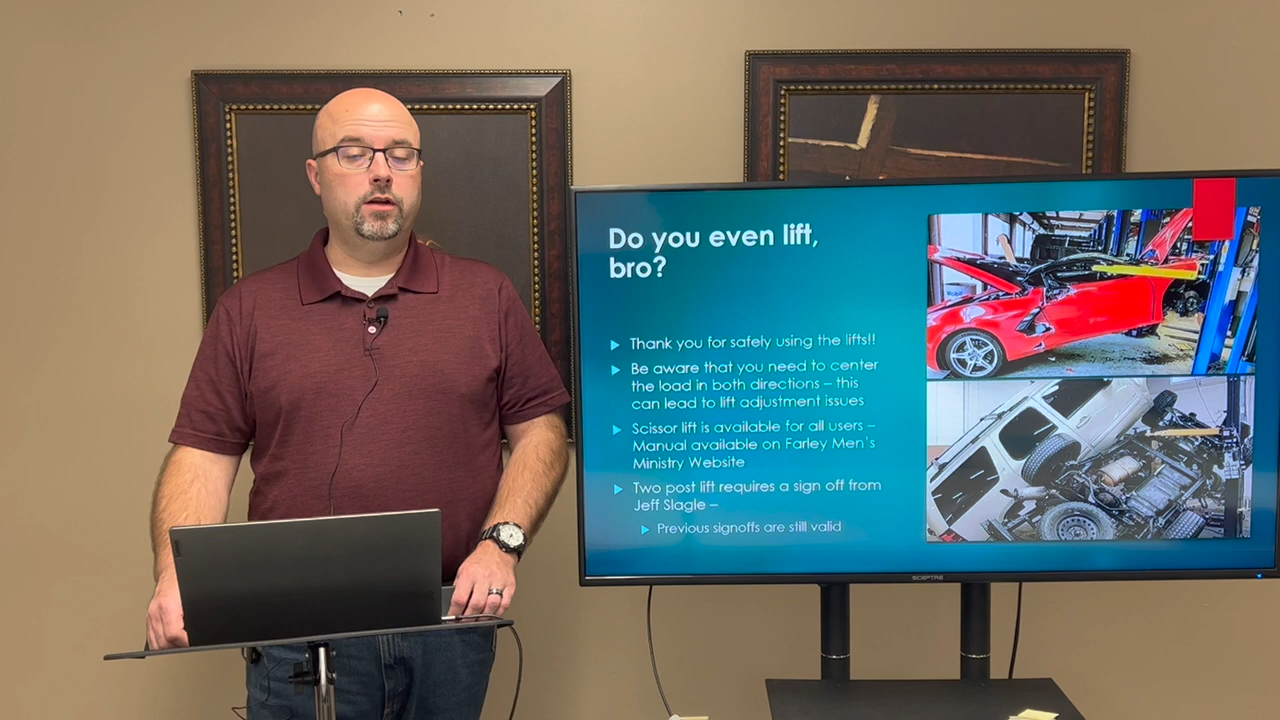 Do you even lift,
bro?
Thank you for safely using the lifts!!
Be aware that you need to center
the load in both directions – this
can lead to lift adjustment issues
Scissor lift is available for all users –
Manual available on Farley Men's
Ministry Website
Two post lift requires a sign off from
Jeff Slagle –
Previous signoffs are still valid
Mobil
SCEPTRE